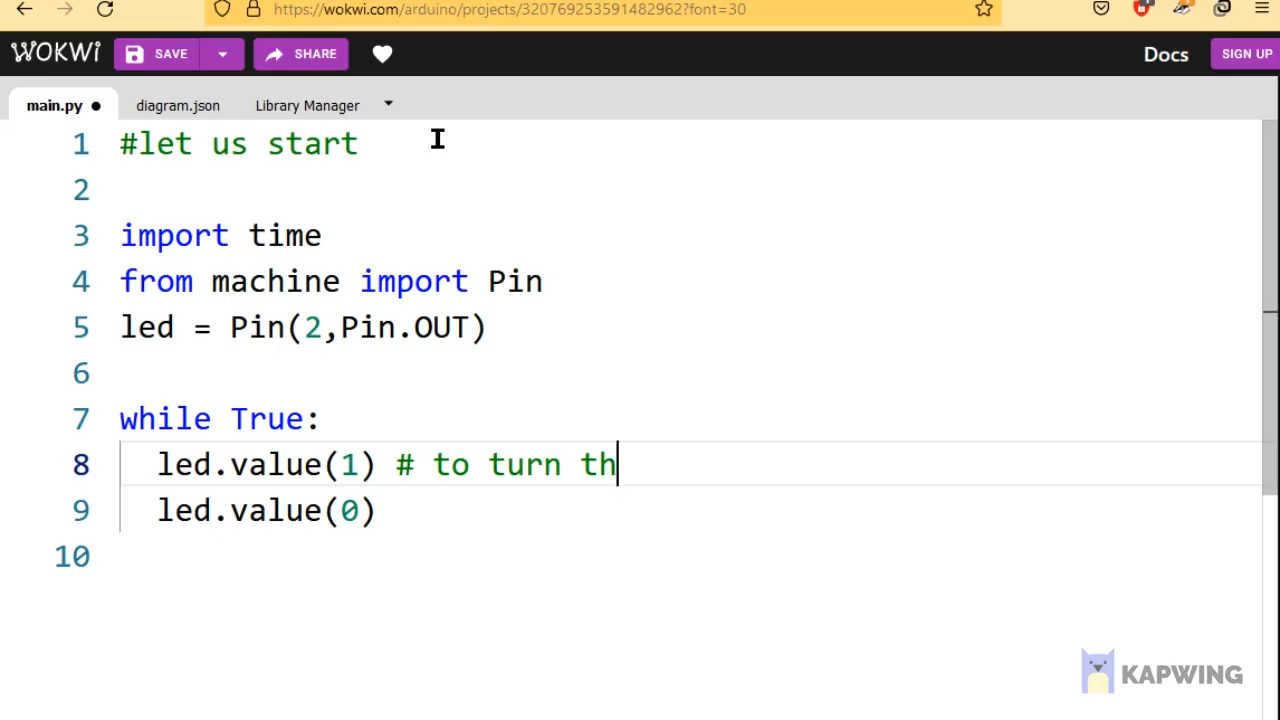 https://wokwi.com/arduino/projects/320769253591482962?font=30
WOKWi SAVE SHARE Docs SIGN UP
main.py diagram.json Library Manager
1 #let us start
2
3 import time
4 from machine import Pin
5 led = Pin(2,Pin.OUT)
6
7 while True:
8 led.value(1) # to turn th
9 led.value(0)
10
KAPWING